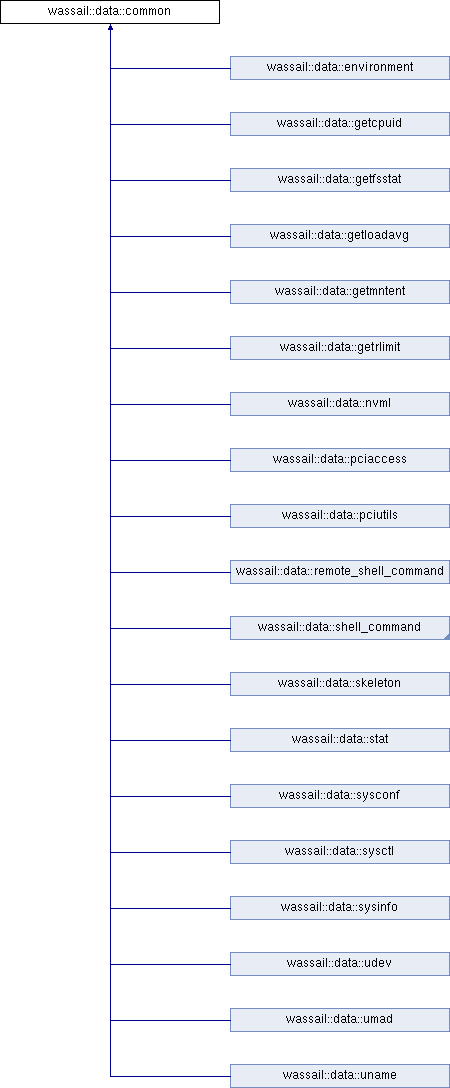 wassail::data::common
wassail::data::environment
wassail::data::getcpuid
wassail::data::getfsstat
wassail::data::getloadavg
wassail::data::getmntent
wassail::data::getrlimit
wassail::data::nvml
wassail::data::pciaccess
wassail::data::pciutils
wassail::data::remote_shell_command
wassail::data::shell_command
wassail::data::skeleton
wassail::data::stat
wassail::data::sysconf
wassail::data::sysctl
wassail::data::sysinfo
wassail::data::udev
wassail::data::umad
wassail::data::uname